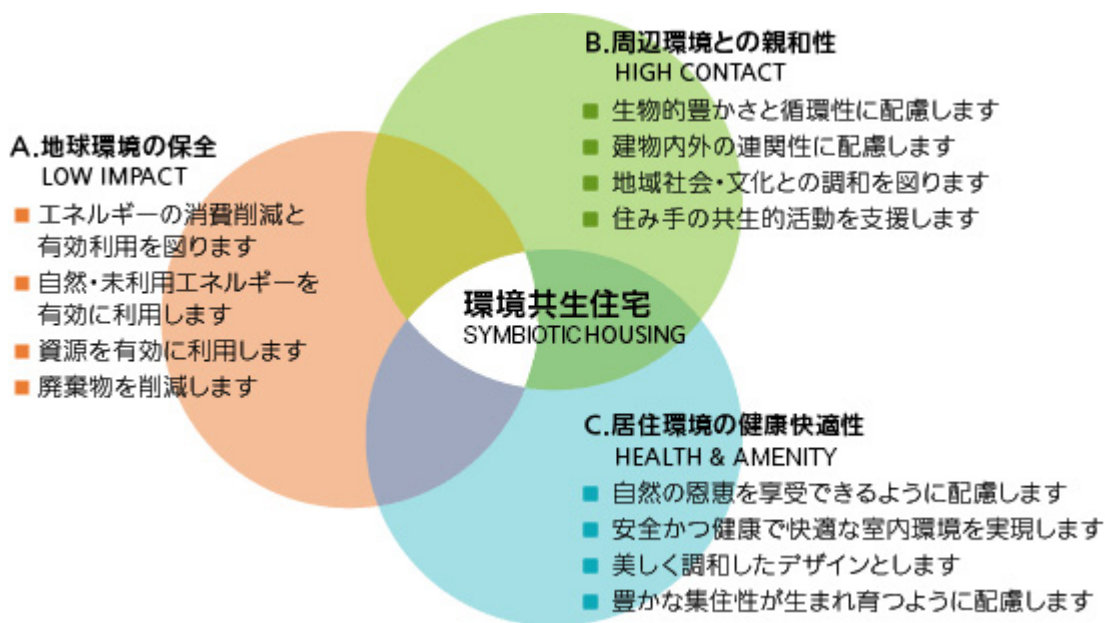 A.地球環境の保全
LOW IMPACT
■ エネルギーの消費削減と
有効利用を図ります
■ 自然・未利用エネルギーを
有効に利用します
■ 資源を有効に利用します
■ 廃棄物を削減します
B.周辺環境との親和性
HIGH CONTACT
■ 生物的豊かさと循環性に配慮します
■ 建物内外の連関性に配慮します
■ 地域社会・文化との調和を図ります
■ 住み手の共生的活動を支援します
環境共生住宅
SYMBIOTIC HOUSING
C.居住環境の健康快適性
HEALTH & AMENITY
■ 自然の恩恵を享受できるように配慮します
■ 安全かつ健康で快適な室内環境を実現します
■ 美しく調和したデザインとします
■ 豊かな集住性が生まれ育つように配慮します